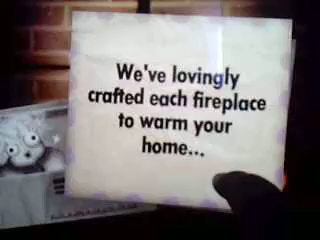 We've lovingly
crafted each fireplace
to warm your
home...